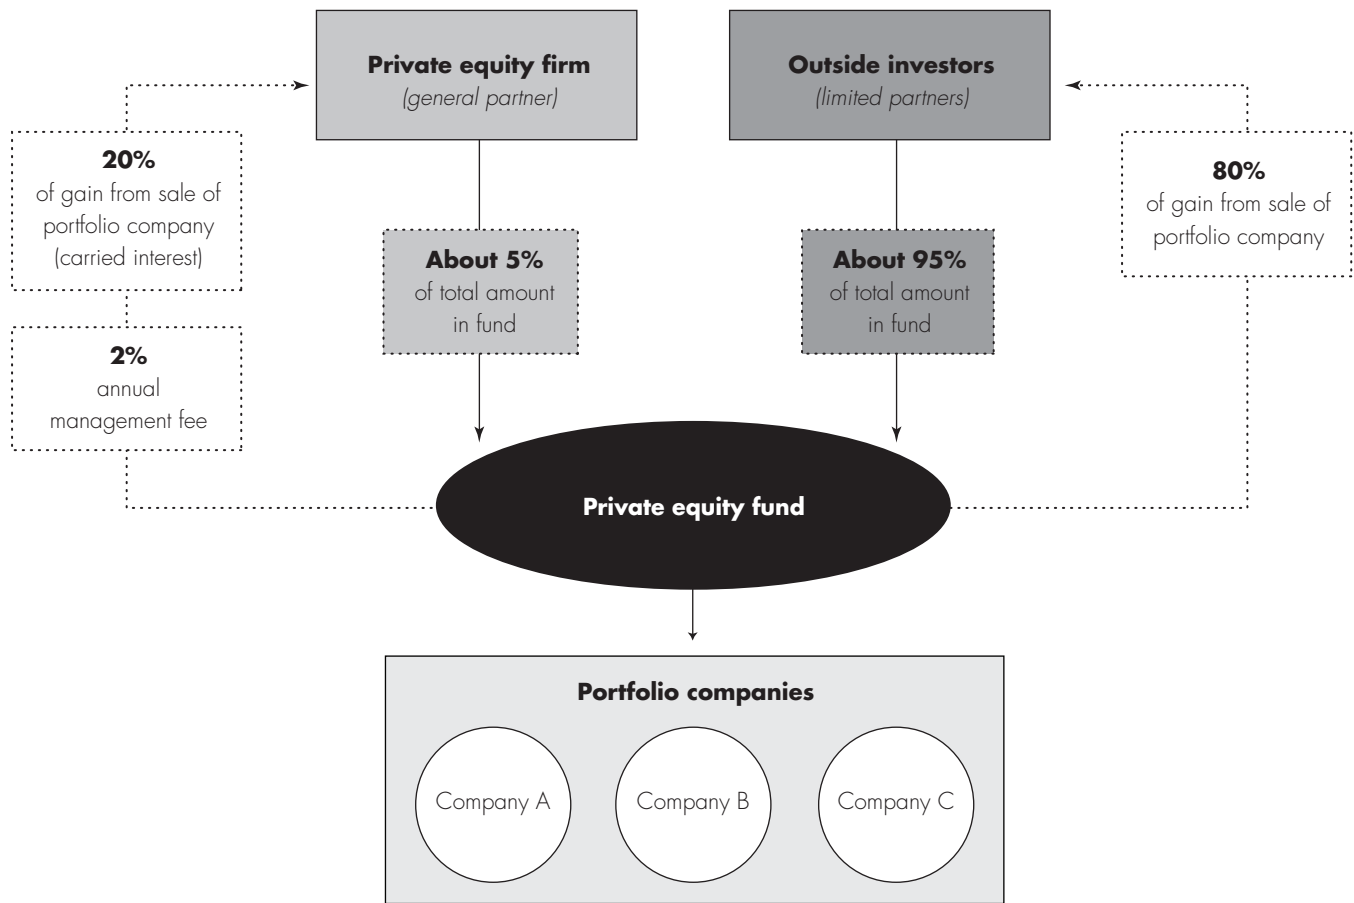 Private equity firm
(general partner)
Outside investors
(limited partners)
20%
of gain from sale of
portfolio company
(carried interest)
80%
of gain from sale of
portfolio company
About 5%
of total amount
in fund
About 95%
of total amount
in fund
2%
annual
management fee
Private equity fund
Portfolio companies
Company A
Company B
Company C